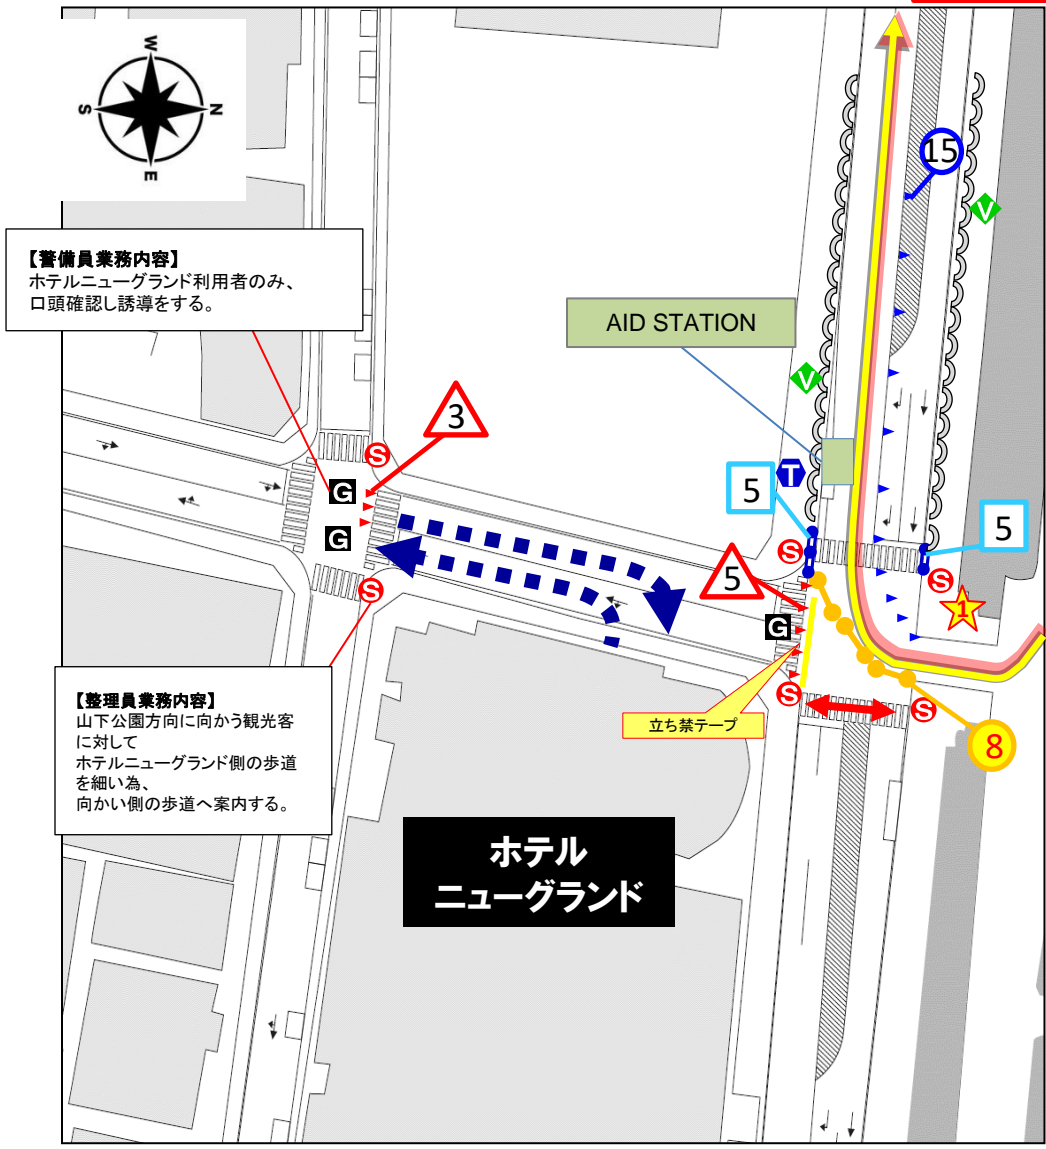 W
S
N
E
15
V
【警備員業務内容】
ホテルニューグランド利用者のみ、
口頭確認し誘導をする。
AID STATION
V
3
S
G
T
5
5
G
S
S
5
S
S
1
G
S
S
立ち禁テープ
8
【整理員業務内容】
山下公園方向に向かう観光客
に対して
ホテルニューグランド側の歩道
を細い為、
向かい側の歩道へ案内する。
ホテル
ニューグランド